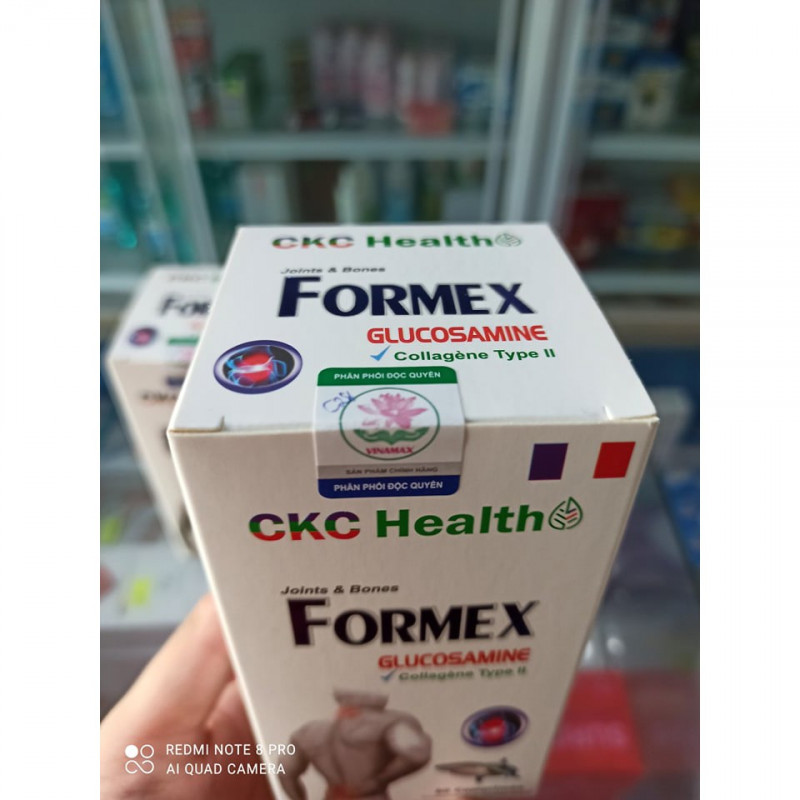 CKC Health
Joints & Bones
FORMEX
GLUCOSAMINE
✓ Collagène Type II
PHÂN PHỐI ĐỘC QUYỀN
VINAMAX
SẢN PHẨM CHÍNH HÃNG
PHÂN PHỐI ĐỘC QUYỀN
CKC Health
Joints & Bones
FORMEX
GLUCOSAMINE
✓ Collagène Type II
FORMEX
REDMI NOTE 8 PRO
AI QUAD CAMERA